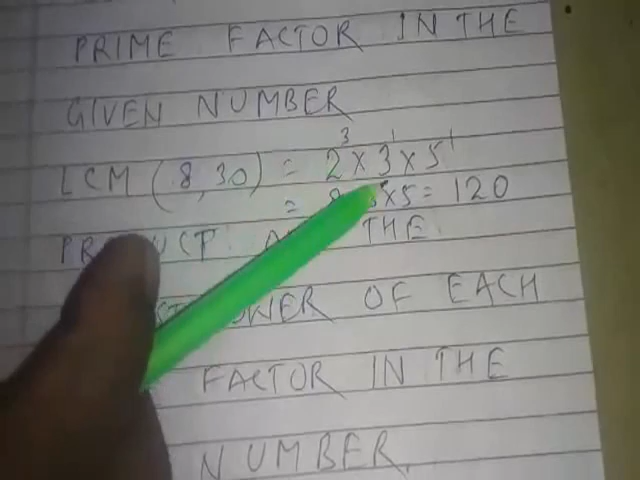 PRIME FACTOR IN THE
GIVEN NUMBER
LCM (8,30) = 2³ × 3¹ × 5¹
= × 5 = 120
THE
OF EACH
FACTOR IN THE
NUMBER.